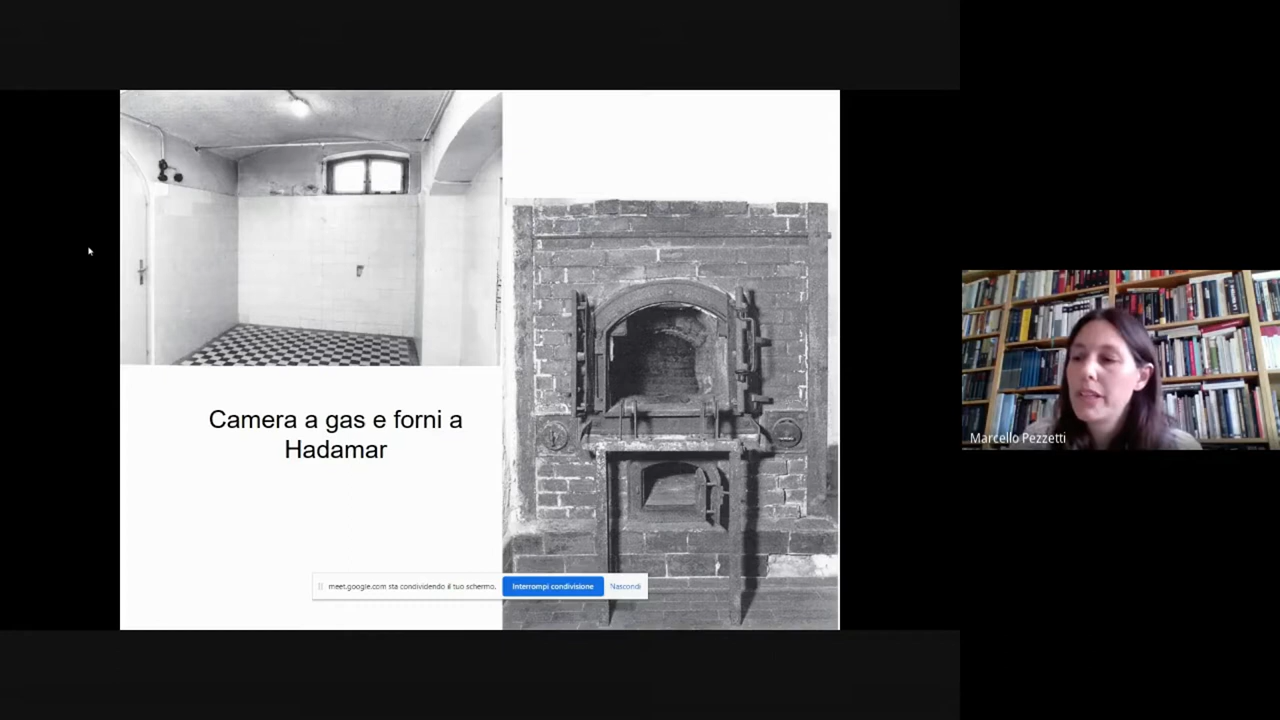 Camera a gas e forni a
Hadamar
meet.google.com sta condividendo il tuo schermo.
Interrompi condivisione
Nascondi
Marcello Pezzetti